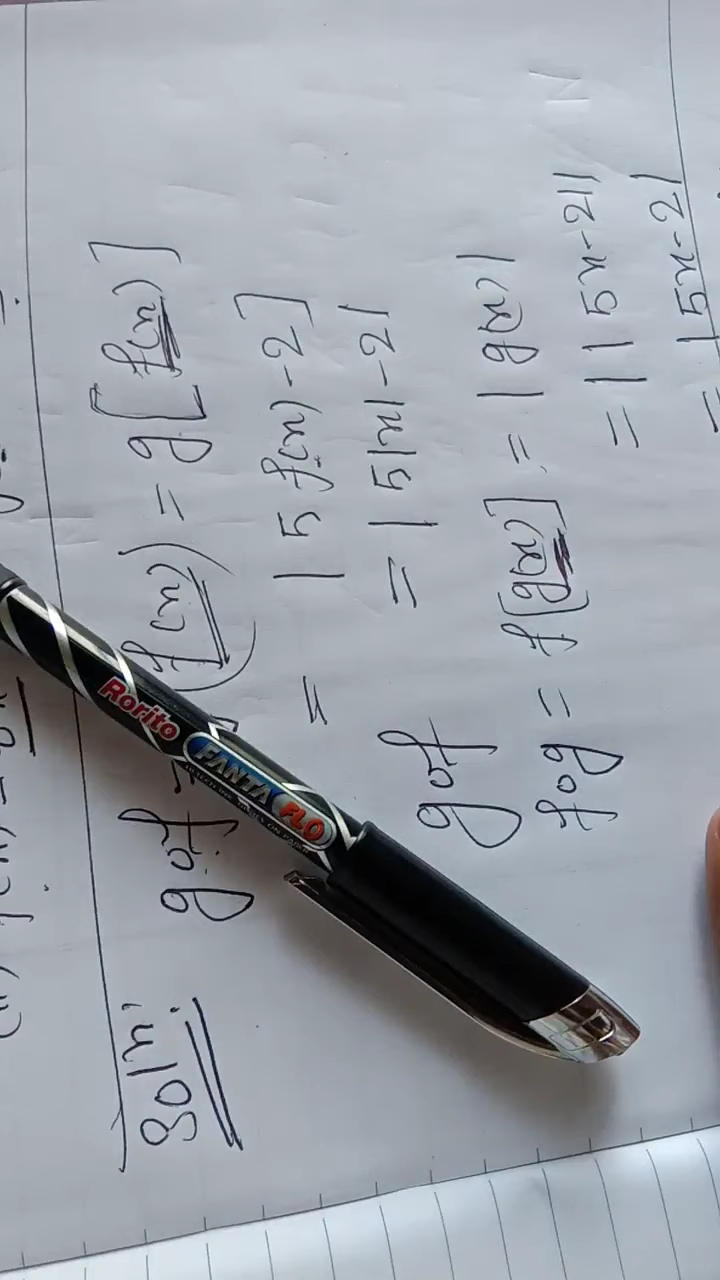 Soln:
gof = (f(x)) = g[f(x)]
= | 5 f(x) - 2 ]
= | 5|x| - 2 |
gof
fog = f[g(x)] = | g(x) |
= | | 5x - 2 | |
= | 5x - 2 |
Rorito
FANTA FLO